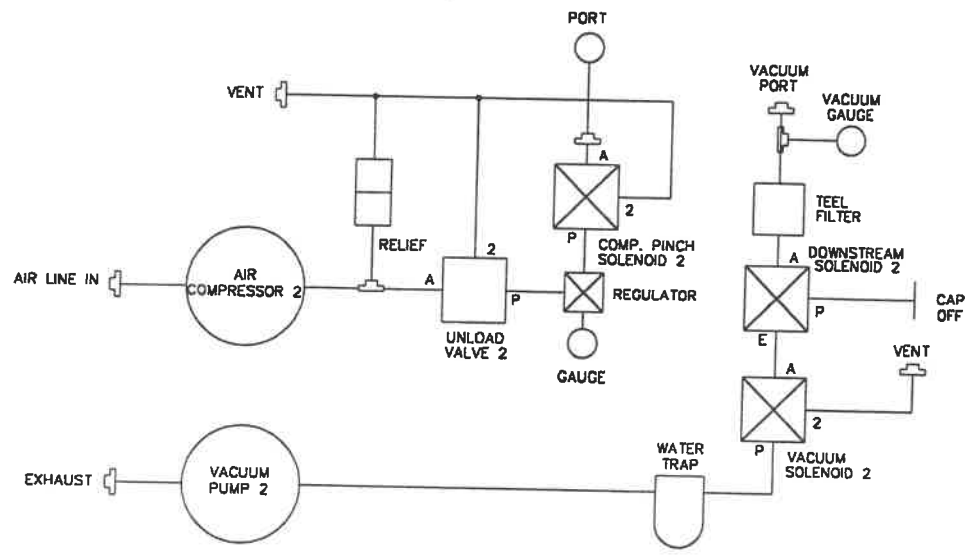 PORT
VENT
VACUUM
PORT
VACUUM
GAUGE
A
2
P
RELIEF
COMP. PINCH
SOLENOID 2
TEEL
FILTER
A
DOWNSTREAM
SOLENOID 2
AIR LINE IN
AIR
COMPRESSOR 2
A
2
P
UNLOAD
VALVE 2
REGULATOR
GAUGE
P
CAP
OFF
E
VENT
A
2
P
VACUUM
SOLENOID 2
WATER
TRAP
EXHAUST
VACUUM
PUMP 2